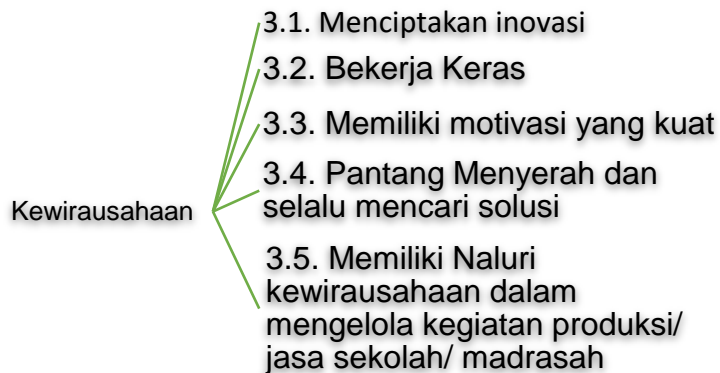 3.1. Menciptakan inovasi
3.2. Bekerja Keras
3.3. Memiliki motivasi yang kuat
3.4. Pantang Menyerah dan
selalu mencari solusi
Kewirausahaan
3.5. Memiliki Naluri
kewirausahaan dalam
mengelola kegiatan produksi/
jasa sekolah/ madrasah